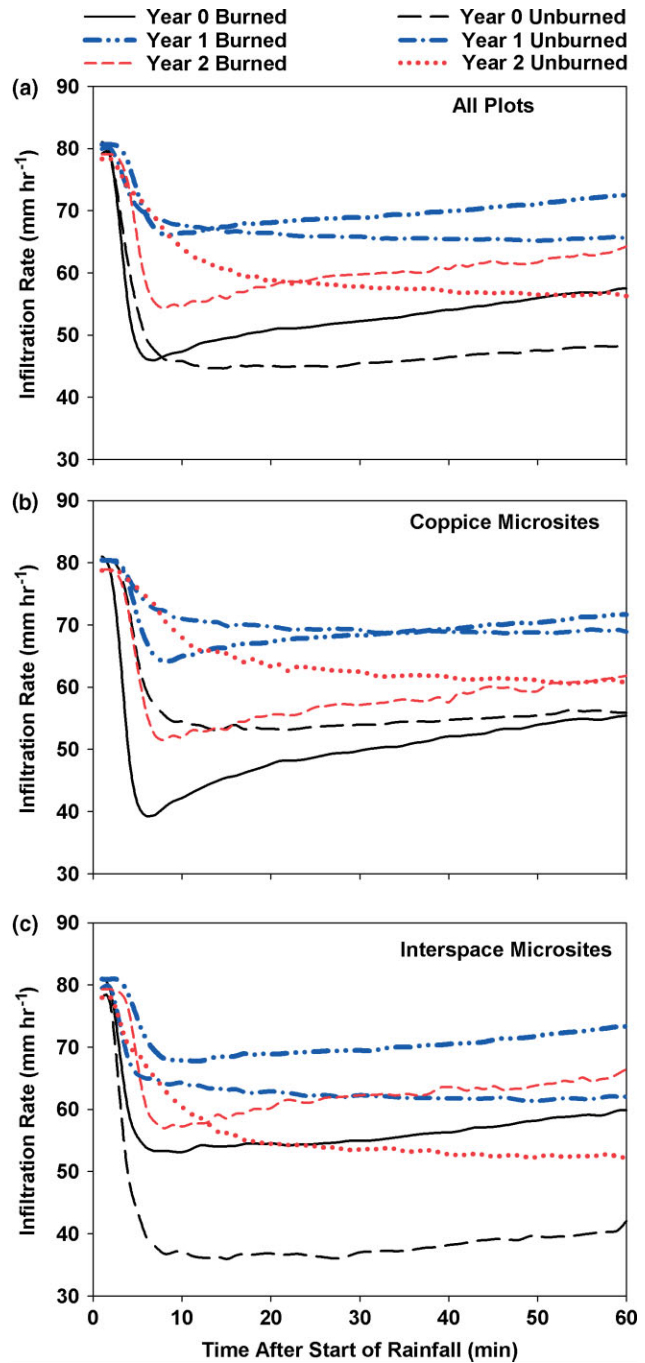 Year 0 Burned Year 0 Unburned
Year 1 Burned Year 1 Unburned
Year 2 Burned Year 2 Unburned
(a)
All Plots
90
80
70
60
50
40
30
Infiltration Rate (mm hr-1)
(b)
Coppice Microsites
90
80
70
60
50
40
30
Infiltration Rate (mm hr-1)
(c)
Interspace Microsites
90
80
70
60
50
40
30
Infiltration Rate (mm hr-1)
0 10 20 30 40 50 60
Time After Start of Rainfall (min)